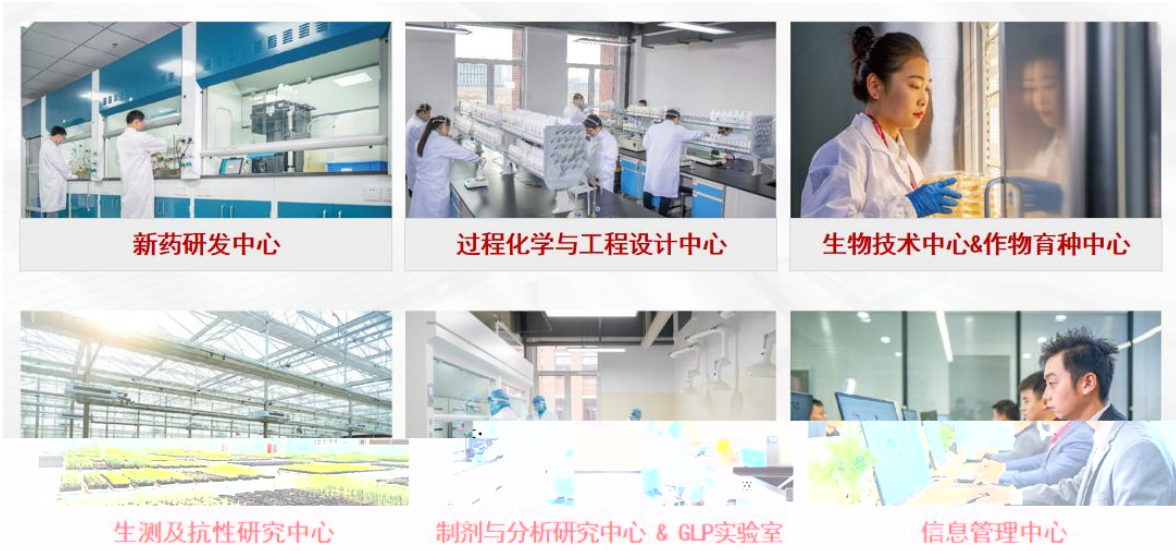 新药研发中心
过程化学与工程设计中心
生物技术中心&作物育种中心
生测及抗性研究中心
制剂与分析研究中心 & GLP实验室
信息管理中心